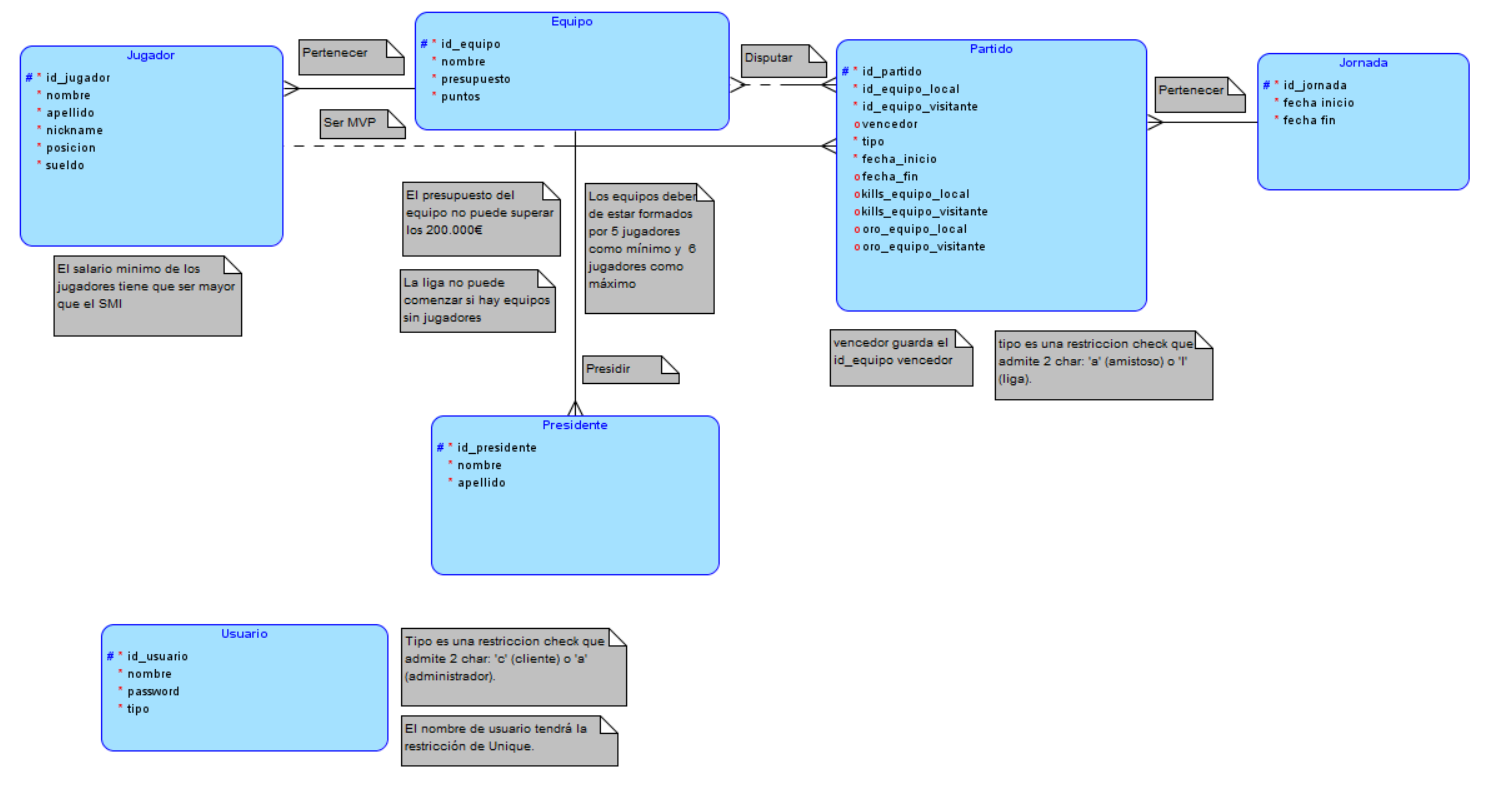 Equipo
# * id_equipo
* nombre
* presupuesto
* puntos
Jugador
# * id_jugador
* nombre
* apellido
* nickname
* posicion
* sueldo
Pertenecer
Ser MVP
Disputar
Partido
# * id_partido
* id_equipo_local
* id_equipo_visitante
o vencedor
* tipo
* fecha_inicio
o fecha_fin
o kills_equipo_local
o kills_equipo_visitante
o oro_equipo_local
o oro_equipo_visitante
Pertenecer
Jornada
# * id_jornada
* fecha inicio
* fecha fin
El presupuesto del
equipo no puede superar
los 200.000€
La liga no puede
comenzar si hay equipos
sin jugadores
Los equipos deben
de estar formados
por 5 jugadores
como mínimo y 6
jugadores como
máximo
El salario minimo de los
jugadores tiene que ser mayor
que el SMI
vencedor guarda el
id_equipo vencedor
tipo es una restriccion check que
admite 2 char: 'a' (amistoso) o 'l'
(liga).
Presidir
Presidente
# * id_presidente
* nombre
* apellido
Usuario
# * id_usuario
* nombre
* password
* tipo
Tipo es una restriccion check que
admite 2 char: 'c' (cliente) o 'a'
(administrador).
El nombre de usuario tendrá la
restricción de Unique.